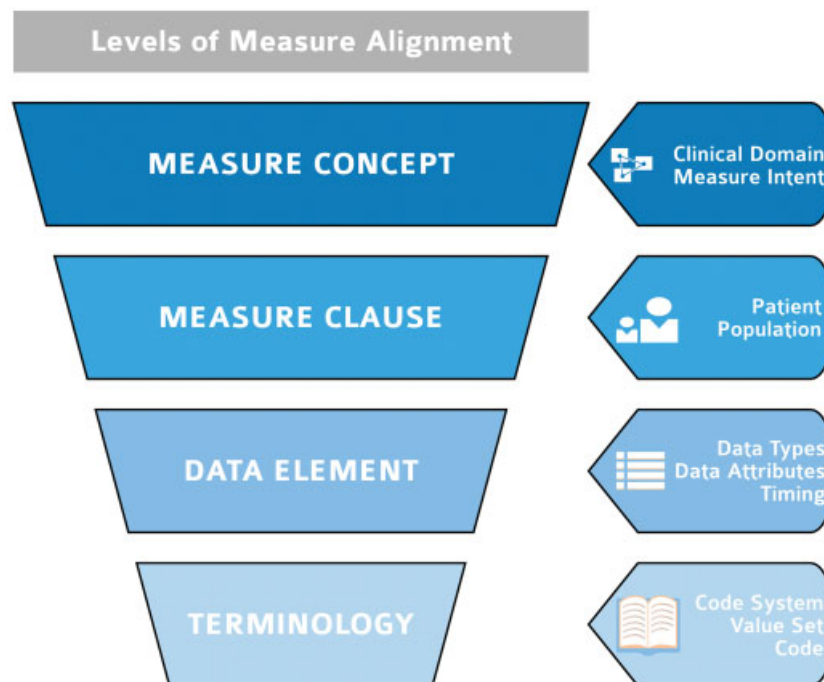 Levels of Measure Alignment
MEASURE CONCEPT
Clinical Domain
Measure Intent
MEASURE CLAUSE
Patient
Population
DATA ELEMENT
Data Types
Data Attributes
Timing
TERMINOLOGY
Code System
Value Set
Code